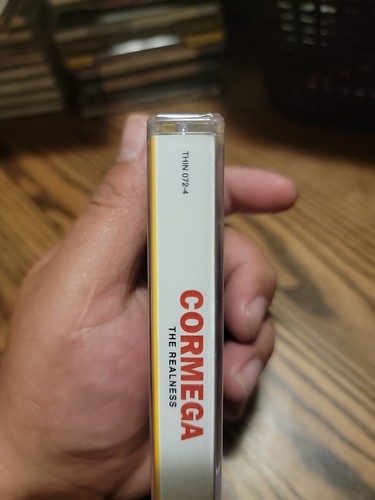 THIN 072-4
CORMEGA
THE REALNESS